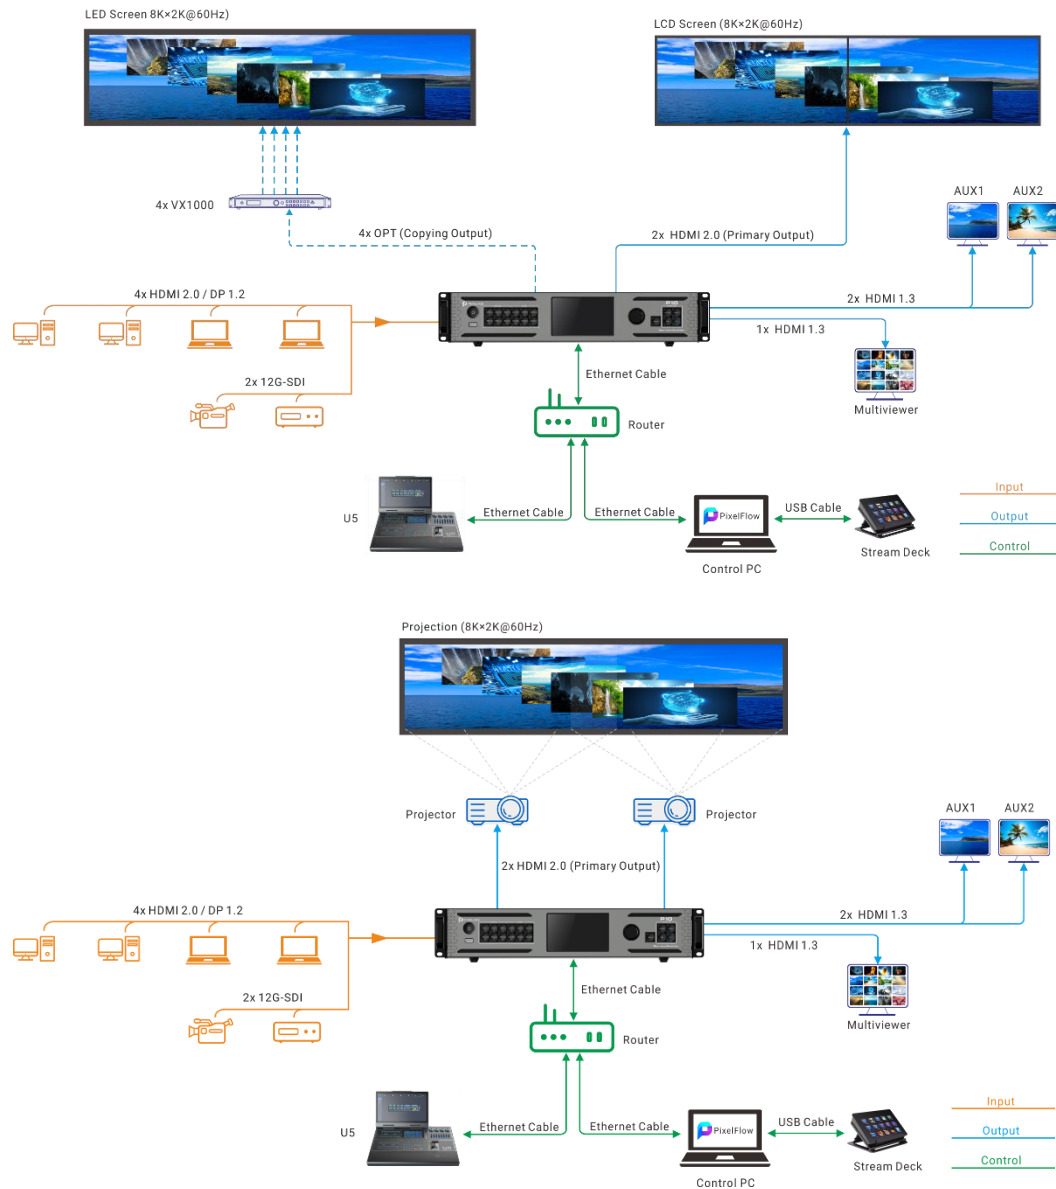 LED Screen 8K×2K@60Hz)
LCD Screen (8K×2K@60Hz)
4x VX1000
AUX1
AUX2
4x OPT (Copying Output)
2x HDMI 2.0 (Primary Output)
4x HDMI 2.0 / DP 1.2
2x HDMI 1.3
P10
1x HDMI 1.3
Ethernet Cable
2x 12G-SDI
Multiviewer
Router
U5
Ethernet Cable
Ethernet Cable
PixelFlow
USB Cable
Input
Output
Control
Stream Deck
Control PC
Projection (8K×2K@60Hz)
Projector
Projector
AUX1
AUX2
2x HDMI 2.0 (Primary Output)
4x HDMI 2.0 / DP 1.2
2x HDMI 1.3
P10
1x HDMI 1.3
Ethernet Cable
2x 12G-SDI
Multiviewer
Router
U5
Ethernet Cable
Ethernet Cable
PixelFlow
USB Cable
Input
Output
Control
Stream Deck
Control PC